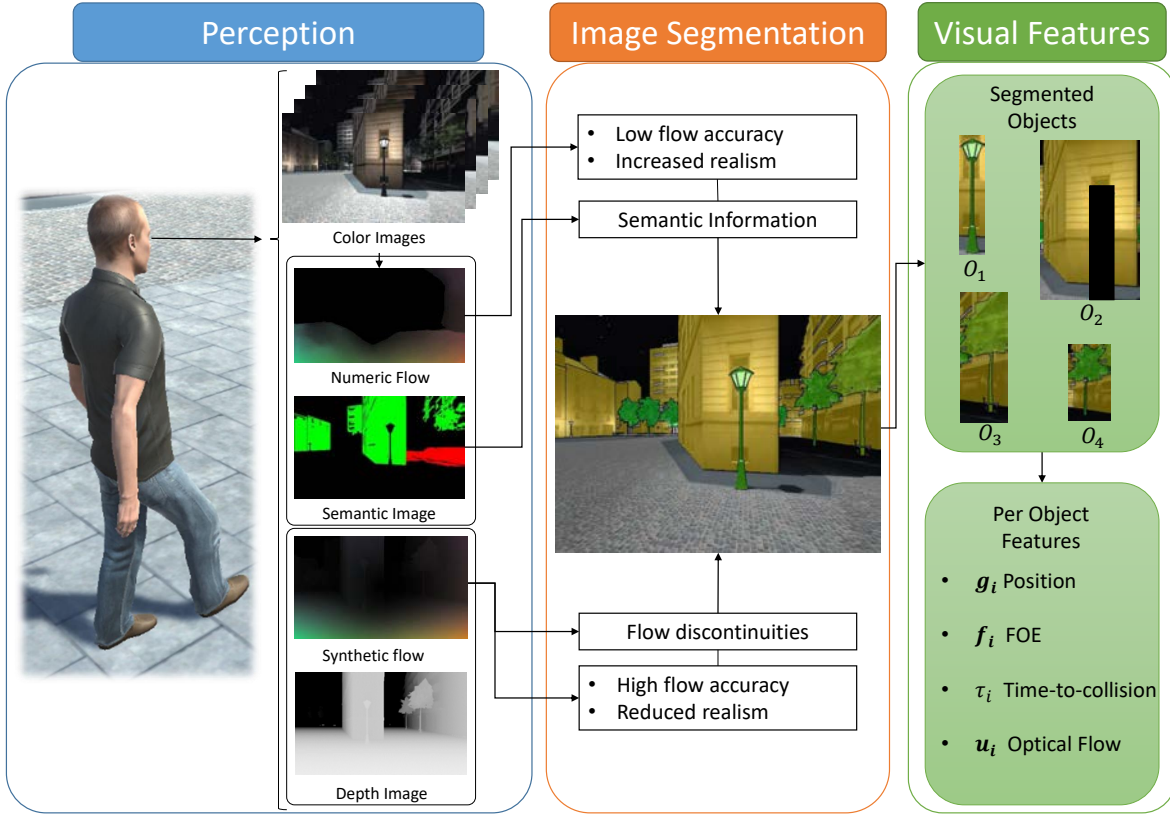 Perception
Image Segmentation
Visual Features
Color Images
Numeric Flow
Semantic Image
Synthetic flow
Depth Image
• Low flow accuracy
• Increased realism
Semantic Information
Flow discontinuities
• High flow accuracy
• Reduced realism
Segmented
Objects
O₁
O₂
O₃
O₄
Per Object
Features
• gᵢ Position
• fᵢ FOE
• τᵢ Time-to-collision
• uᵢ Optical Flow